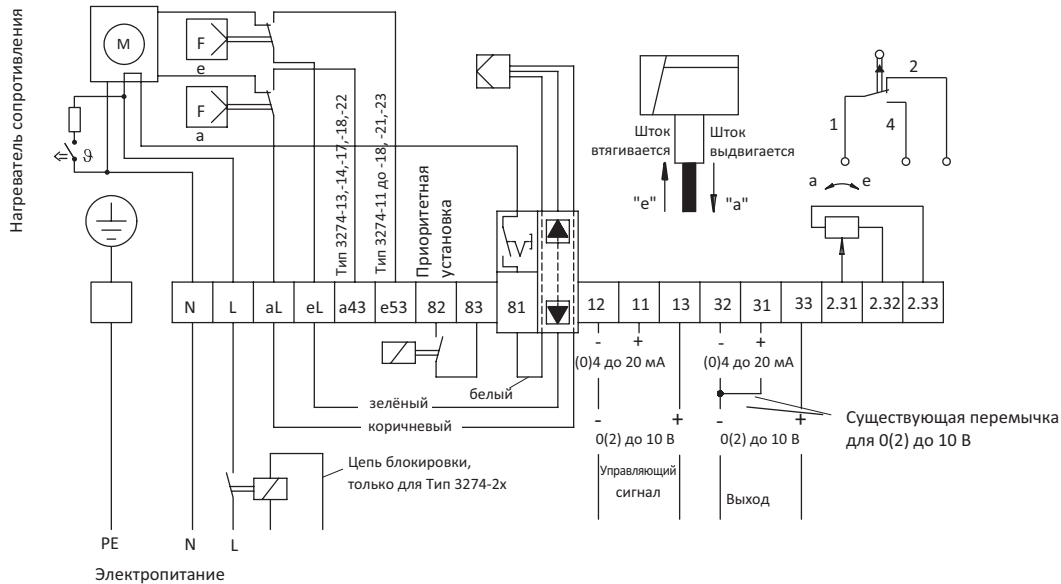 Нагреватель сопротивления
M
F
e
F
a
ϑ
Тип 3274-13,-14,-17,-18,-22
Тип 3274-11 до -18, -21,-23
Приоритетная
установка
Шток
втягивается
Шток
выдвигается
"e"
"a"
1
2
4
a
e
N
L
aL
eL
a43
e53
82
83
81
12
11
13
32
31
33
2.31
2.32
2.33
- +
(0)4 до 20 мА
- +
(0)4 до 20 мА
белый
зелёный
коричневый
- +
0(2) до 10 В
- +
0(2) до 10 В
Существующая перемычка
для 0(2) до 10 В
Управляющий
сигнал
Выход
Цепь блокировки,
только для Тип 3274-2x
PE
N
L
Электропитание